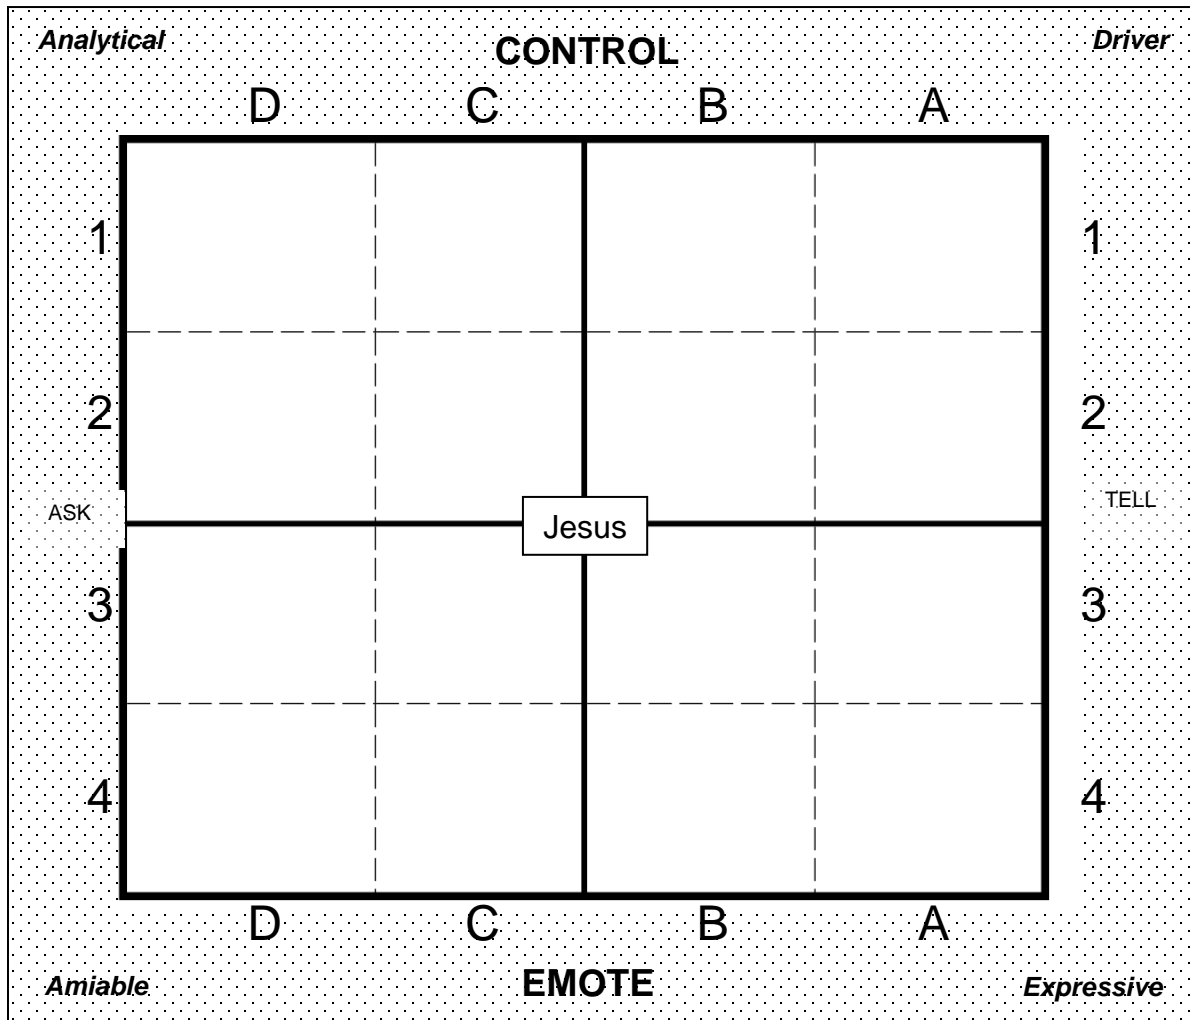 Analytical CONTROL Driver
D C B A
1 1
2 2
ASK TELL
Jesus
3 3
4 4
D C B A
Amiable EMOTE Expressive